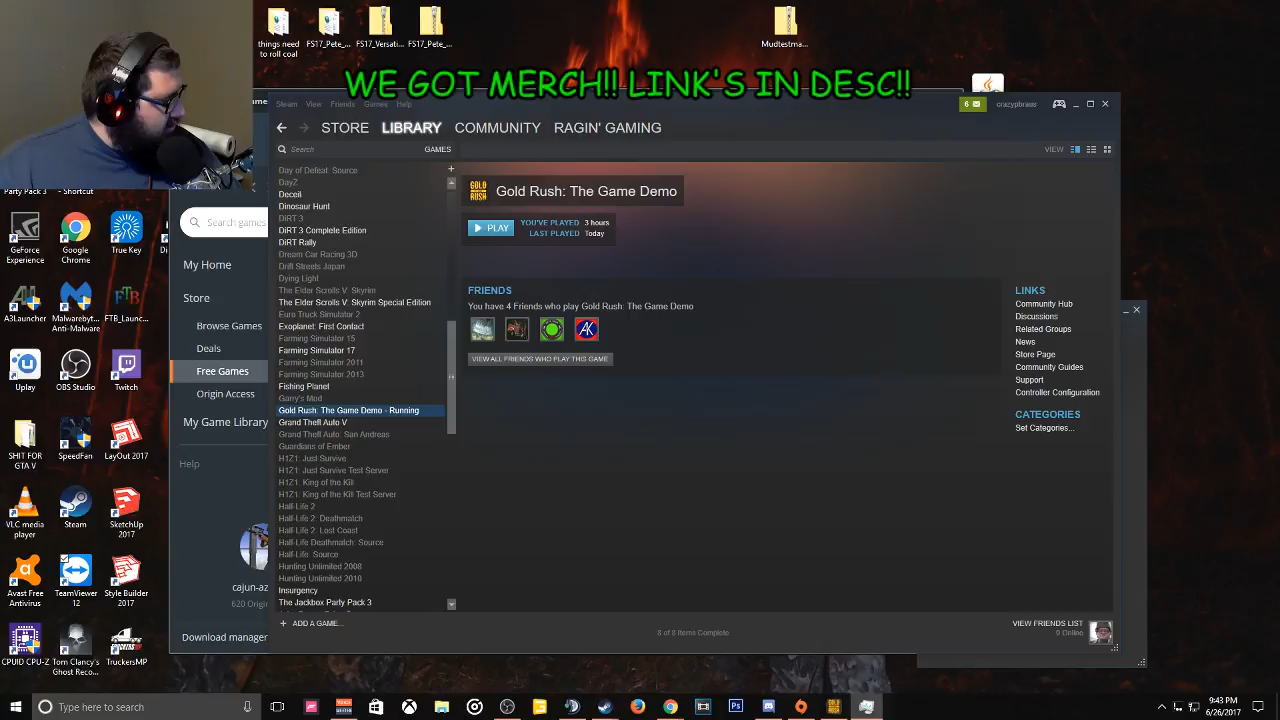 things need
to roll coal
FS17_Pete_...
FS17_Versati...
FS17_Pete_...
Mudtestma...
WE GOT MERCH!! LINK'S IN DESC!!
Steam View Friends Games Help
6
crazypbraus
STORE LIBRARY COMMUNITY RAGIN' GAMING
Search
GAMES
VIEW
Day of Defeat: Source
DayZ
Deceit
Dinosaur Hunt
DiRT 3
DiRT 3 Complete Edition
DiRT Rally
Dream Car Racing 3D
Drift Streets Japan
Dying Light
The Elder Scrolls V: Skyrim
The Elder Scrolls V: Skyrim Special Edition
Euro Truck Simulator 2
Exoplanet: First Contact
Farming Simulator 15
Farming Simulator 17
Farming Simulator 2011
Farming Simulator 2013
Fishing Planet
Garry's Mod
Gold Rush: The Game Demo - Running
Grand Theft Auto V
Grand Theft Auto: San Andreas
Guardians of Ember
H1Z1: Just Survive
H1Z1: Just Survive Test Server
H1Z1: King of the Kill
H1Z1: King of the Kill Test Server
Half-Life 2
Half-Life 2: Deathmatch
Half-Life 2: Lost Coast
Half-Life Deathmatch: Source
Half-Life: Source
Hunting Unlimited 2008
Hunting Unlimited 2010
Insurgency
The Jackbox Party Pack 3
ADD A GAME...
GOLD
RUSH
Gold Rush: The Game Demo
PLAY
YOU'VE PLAYED 3 hours
LAST PLAYED Today
FRIENDS
You have 4 Friends who play Gold Rush: The Game Demo
AK
VIEW ALL FRIENDS WHO PLAY THIS GAME
LINKS
Community Hub
Discussions
Related Groups
News
Store Page
Community Guides
Support
Controller Configuration
CATEGORIES
Set Categories...
8 of 8 Items Complete
VIEW FRIENDS LIST
9 Online
Party Pack 3
- Shortcut
GeForce
Experience
Google
Chrome
True Key
A3Launcher
Malwareby...
Anti-Malware
FTB
FTB_Launc...
Uplay
OBS Studio
Twitch
SHIT FOR
GTA V
SpeedFan
LayOut 2017
VLC media
player
Steam
SketchUp
2017
Avast Free
Antivirus
TeamViewer
12
Style Builder
2017
CPUID CPU-Z
Tom Clancy's
Ghost Reco...
TruckersMP
Search games
My Home
Store
Browse Games
Deals
Free Games
Origin Access
My Game Library
Help
cajun-az
620 Origi
Download manager
Type here to search
9:43 PM
6/26/2017